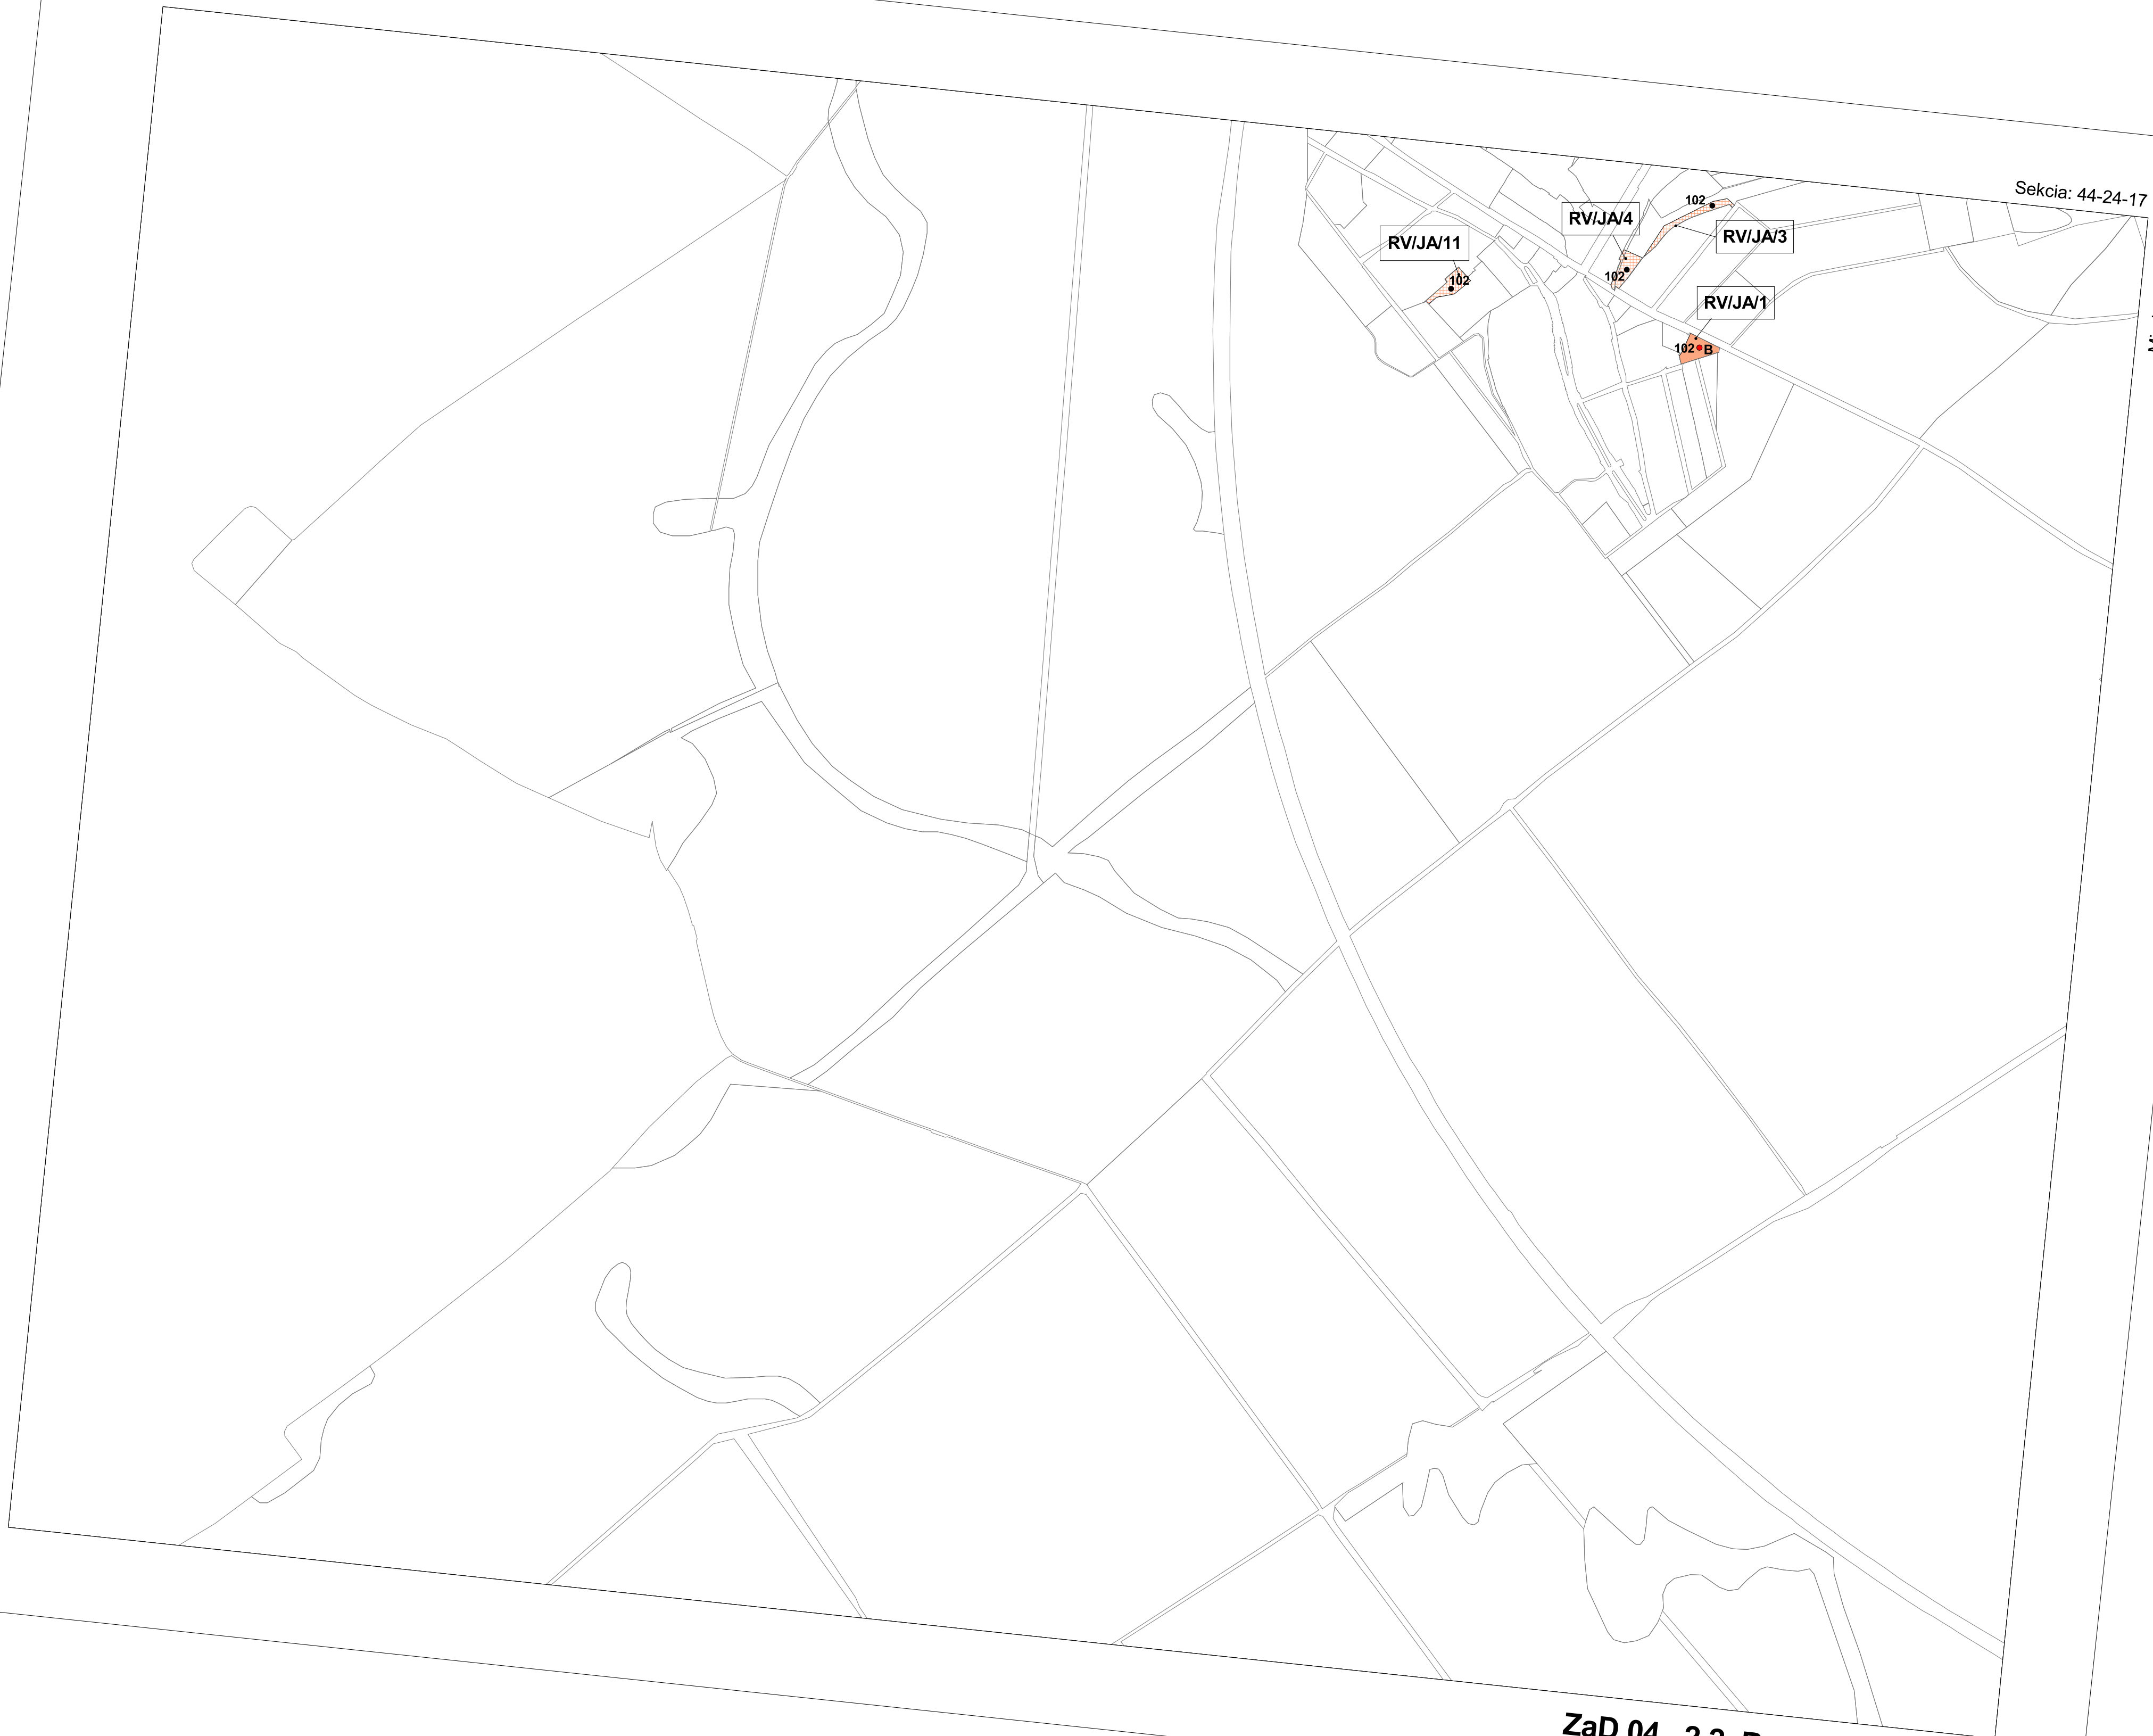 Sekcia: 44-24-17
102
RV/JA/4
RV/JA/3
RV/JA/11
102
102
RV/JA/1
102 B
ZaD 04